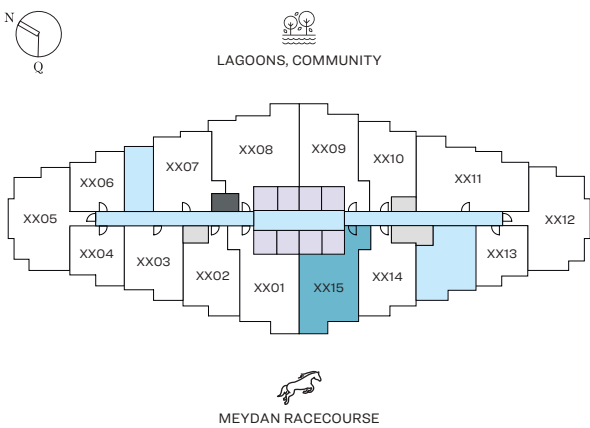 N
Q
LAGOONS, COMMUNITY
XX08
XX09
XX07
XX10
XX06
XX11
XX05
XX12
XX04
XX03
XX02
XX01
XX15
XX14
XX13
MEYDAN RACECOURSE